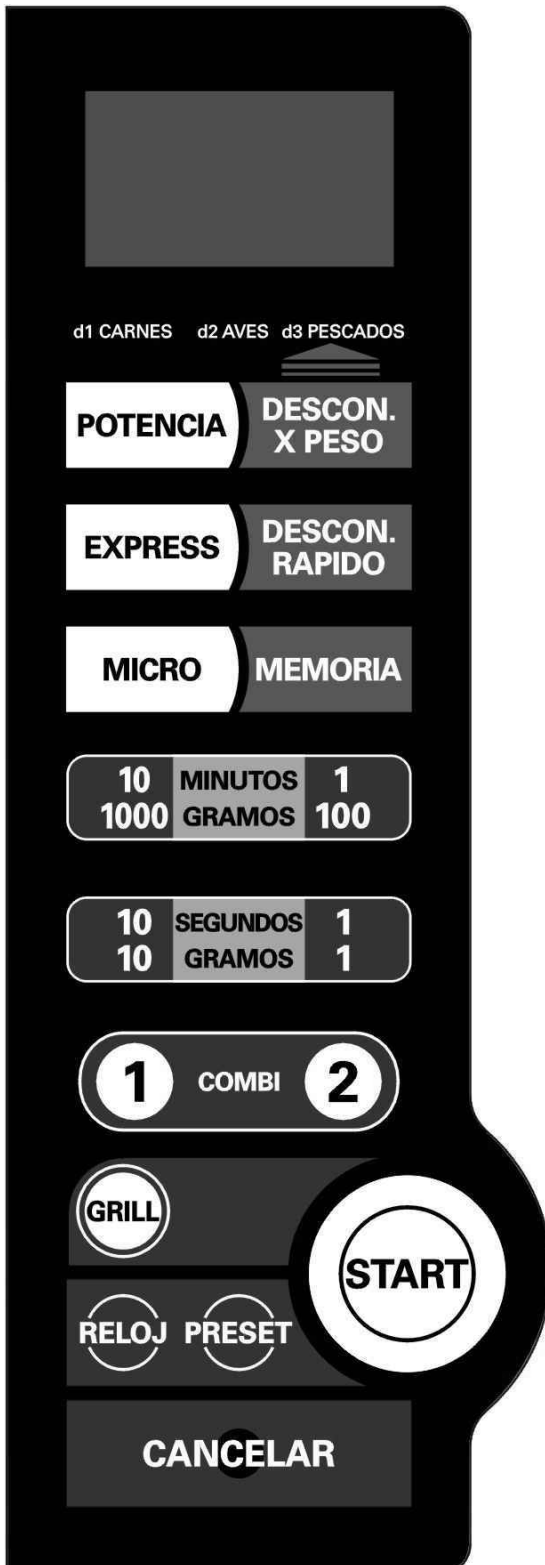 d1 CARNES d2 AVES d3 PESCADOS
POTENCIA
DESCON.
X PESO
EXPRESS
DESCON.
RAPIDO
MICRO
MEMORIA
10 MINUTOS 1
1000 GRAMOS 100
10 SEGUNDOS 1
10 GRAMOS 1
1 COMBI 2
GRILL
START
RELOJ PRESET
CANCELAR